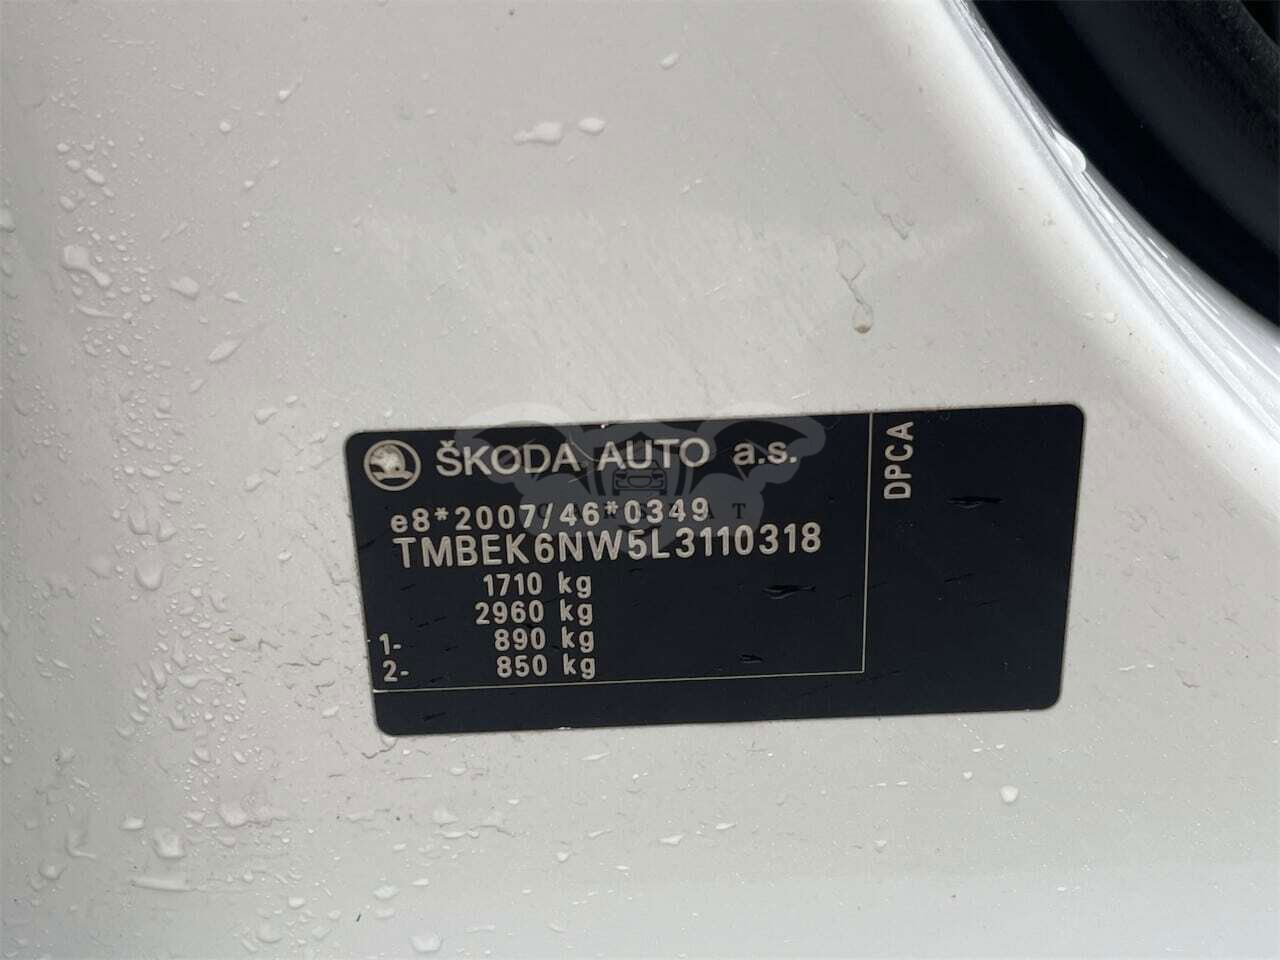 ŠKODA AUTO a.s.
e8*2007/46*0349
TMBEK6NW5L3110318
1710 kg
2960 kg
1- 890 kg
2- 850 kg
DPCA